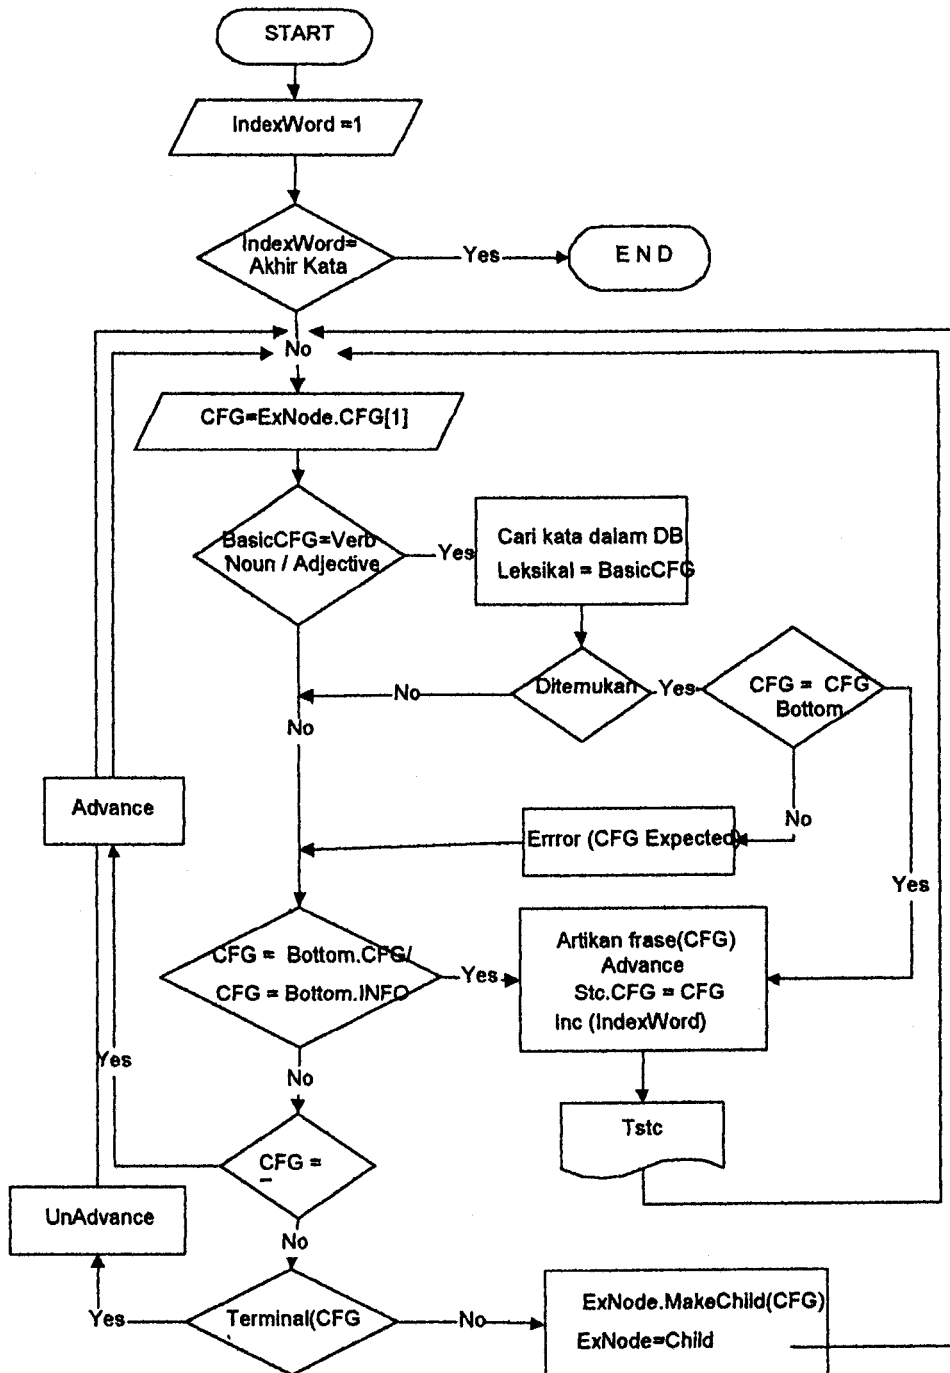 START
IndexWord =1
IndexWord=
Akhir Kata
Yes
E N D
No
CFG=ExNode.CFG[1]
BasicCFG=Verb
Noun / Adjective
Yes
Cari kata dalam DB
Leksikal = BasicCFG
No
Ditemukan
Yes
CFG = CFG
Bottom
No
Advance
No
Errror (CFG Expected)
Yes
CFG = Bottom.CFG/
CFG = Bottom.INFO
Yes
Artikan frase(CFG)
Advance
Stc.CFG = CFG
Inc (IndexWord)
Yes
No
Tstc
CFG =
_
UnAdvance
No
Yes
Terminal(CFG
No
ExNode.MakeChild(CFG)
ExNode=Child